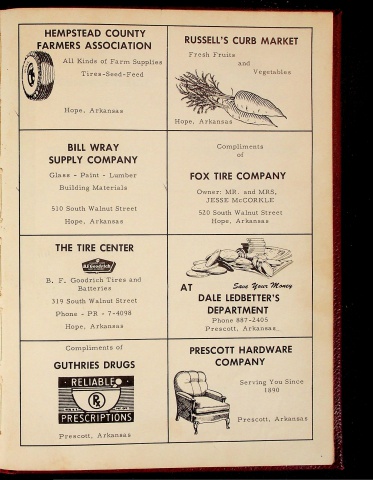 HEMPSTEAD COUNTY
FARMERS ASSOCIATION
All Kinds of Farm Supplies
Tires-Seed-Feed
Hope, Arkansas
RUSSELL'S CURB MARKET
Fresh Fruits
and
Vegetables
Hope, Arkansas
BILL WRAY
SUPPLY COMPANY
Glass - Paint - Lumber
Building Materials
510 South Walnut Street
Hope, Arkansas
Compliments
of
FOX TIRE COMPANY
Owner: MR. and MRS.
JESSE McCORKLE
520 South Walnut Street
Hope, Arkansas
THE TIRE CENTER
B.F.Goodrich
B. F. Goodrich Tires and
Batteries
319 South Walnut Street
Phone - PR - 7-4098
Hope, Arkansas
Save Your Money
AT
DALE LEDBETTER'S
DEPARTMENT
Phone 887-2405
Prescott, Arkansas
Compliments of
GUTHRIES DRUGS
RELIABLE
Rx
PRESCRIPTIONS
Prescott, Arkansas
PRESCOTT HARDWARE
COMPANY
Serving You Since
1890
Prescott, Arkansas